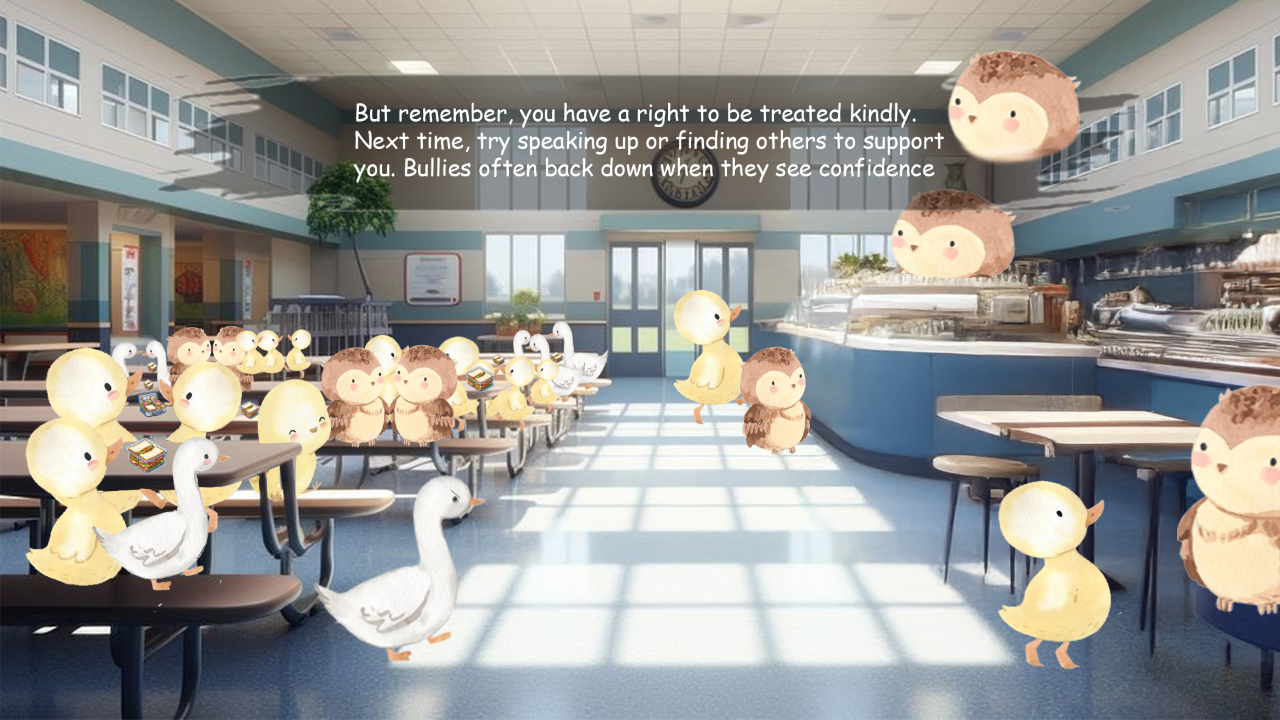 But remember, you have a right to be treated kindly.
Next time, try speaking up or finding others to support
you. Bullies often back down when they see confidence